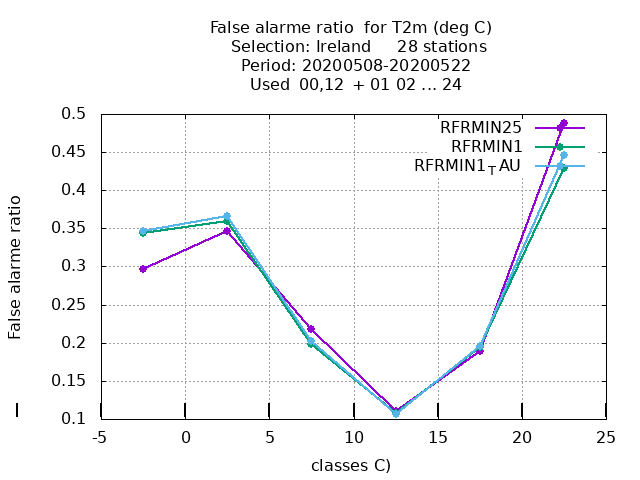 False alarme ratio  for T2m (deg C)
Selection: Ireland     28 stations
Period: 20200508-20200522
Used  00,12  + 01 02 ... 24
RFRMIN25
RFRMIN1
RFRMIN1TAU
False alarme ratio
0.5
0.45
0.4
0.35
0.3
0.25
0.2
0.15
0.1
-5 0 5 10 15 20 25
classes C)